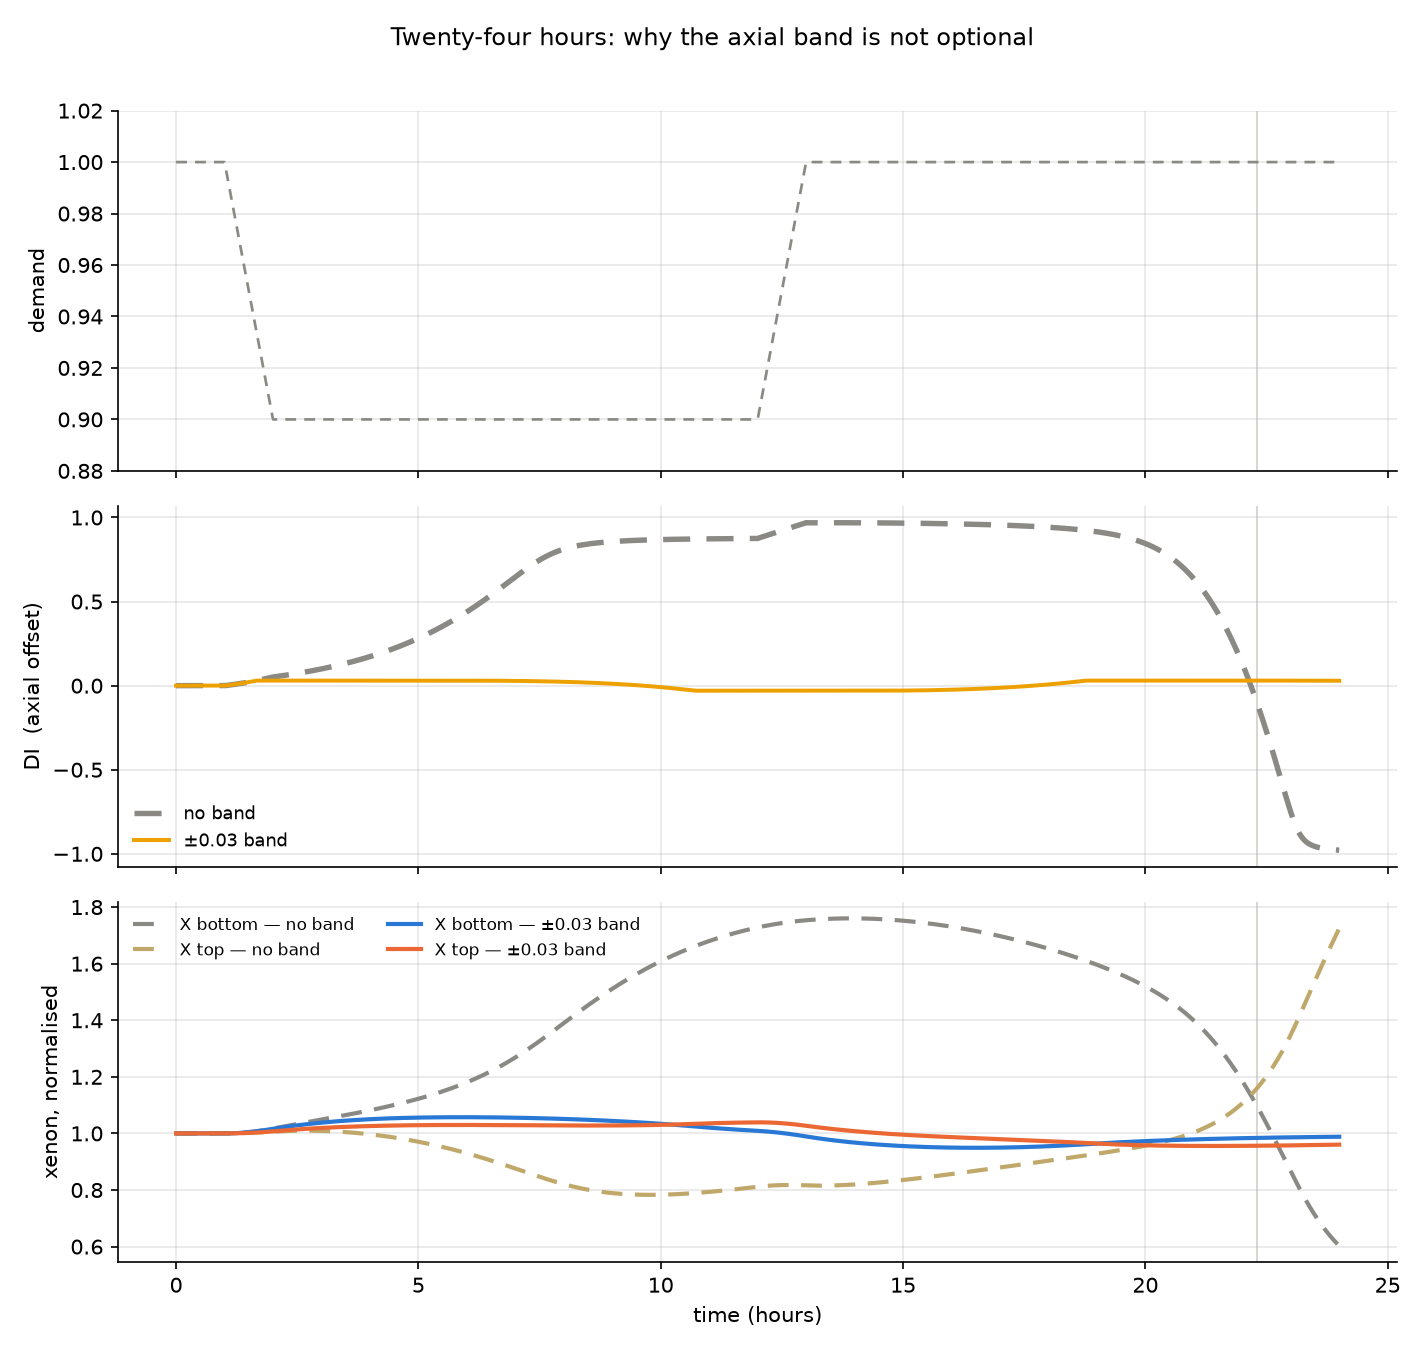 Twenty-four hours: why the axial band is not optional
1.02
1.00
0.98
0.96
0.94
0.92
0.90
0.88
demand
1.0
0.5
0.0
−0.5
−1.0
DI (axial offset)
no band
±0.03 band
1.8
1.6
1.4
1.2
1.0
0.8
0.6
xenon, normalised
X bottom — no band
X top — no band
X bottom — ±0.03 band
X top — ±0.03 band
0 5 10 15 20 25
time (hours)